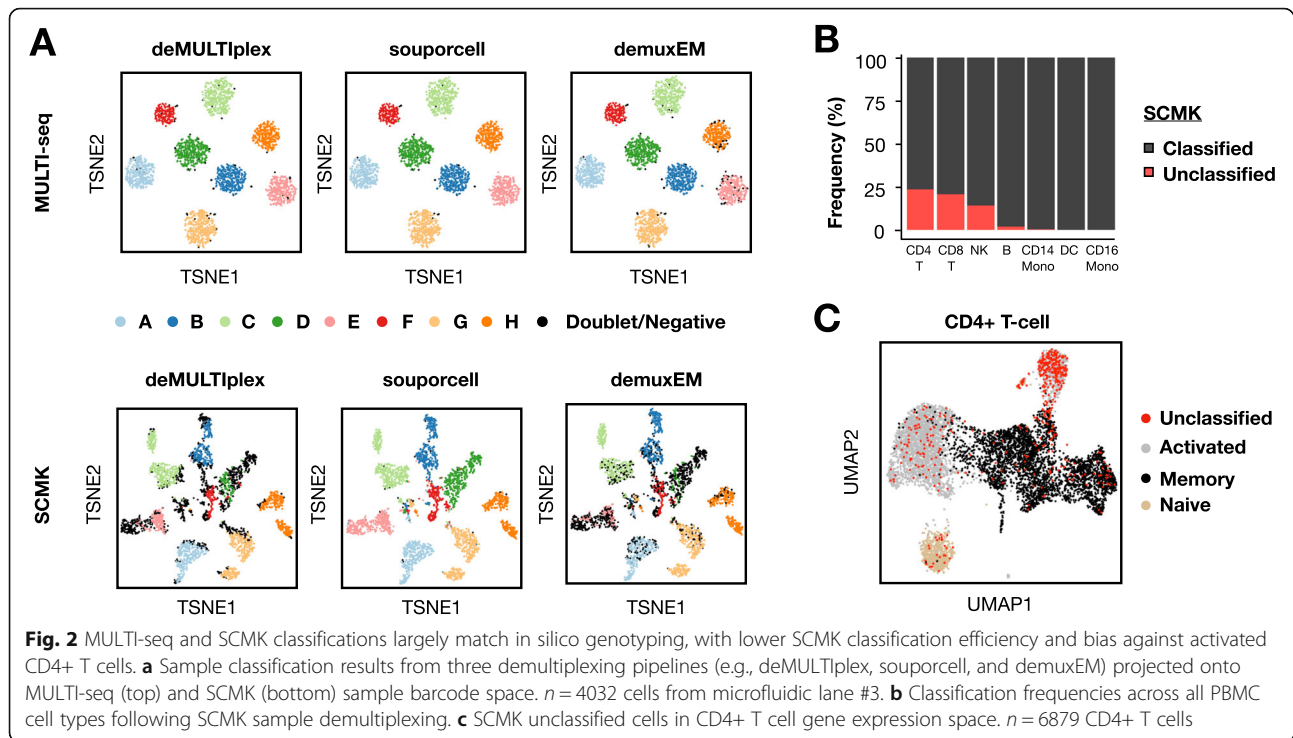 A
deMULTIplex souporcell demuxEM
MULTI-seq
TSNE2 TSNE2 TSNE2
TSNE1 TSNE1 TSNE1
A B C D E F G H Doublet/Negative
deMULTIplex souporcell demuxEM
SCMK
TSNE2 TSNE2 TSNE2
TSNE1 TSNE1 TSNE1
B
Frequency (%)
100
75
50
25
0
CD4 CD8 NK B CD14 DC CD16
T T Mono Mono
SCMK
Classified
Unclassified
C
CD4+ T-cell
UMAP2
UMAP1
Unclassified
Activated
Memory
Naive
Fig. 2 MULTI-seq and SCMK classifications largely match in silico genotyping, with lower SCMK classification efficiency and bias against activated
CD4+ T cells. a Sample classification results from three demultiplexing pipelines (e.g., deMULTIplex, souporcell, and demuxEM) projected onto
MULTI-seq (top) and SCMK (bottom) sample barcode space. n = 4032 cells from microfluidic lane #3. b Classification frequencies across all PBMC
cell types following SCMK sample demultiplexing. c SCMK unclassified cells in CD4+ T cell gene expression space. n = 6879 CD4+ T cells